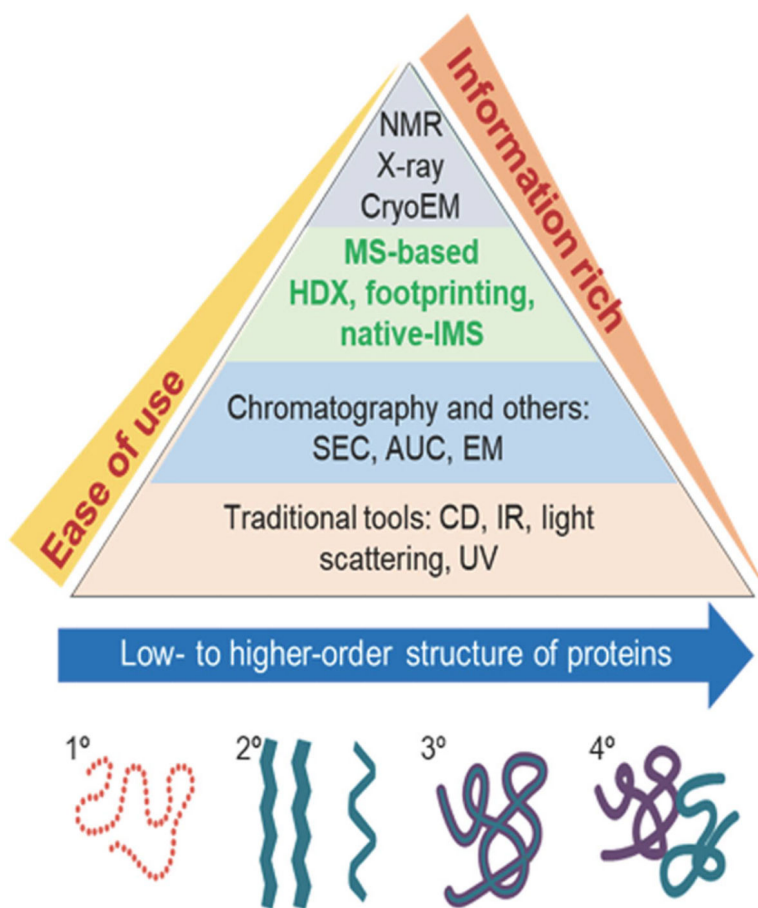 Information rich
Ease of use
NMR
X-ray
CryoEM
MS-based
HDX, footprinting,
native-IMS
Chromatography and others:
SEC, AUC, EM
Traditional tools: CD, IR, light
scattering, UV
Low- to higher-order structure of proteins
1º
2º
3º
4º